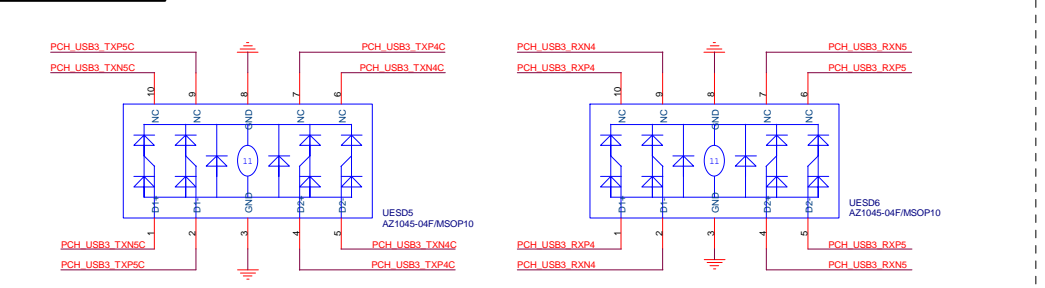 PCH_USB3_TXP5C
PCH_USB3_TXN5C
PCH_USB3_TXP4C
PCH_USB3_TXN4C
10
9
8
7
6
NC
NC
GND
NC
NC
11
D1+
D1-
GND
D2+
D2-
1
2
3
4
5
UESD5
AZ1045-04F/MSOP10
PCH_USB3_TXN5C
PCH_USB3_TXP5C
PCH_USB3_TXN4C
PCH_USB3_TXP4C
PCH_USB3_RXN4
PCH_USB3_RXP4
PCH_USB3_RXN5
PCH_USB3_RXP5
10
9
8
7
6
NC
NC
GND
NC
NC
11
D1+
D1-
GND
D2+
D2-
1
2
3
4
5
UESD6
AZ1045-04F/MSOP10
PCH_USB3_RXP4
PCH_USB3_RXN4
PCH_USB3_RXP5
PCH_USB3_RXN5